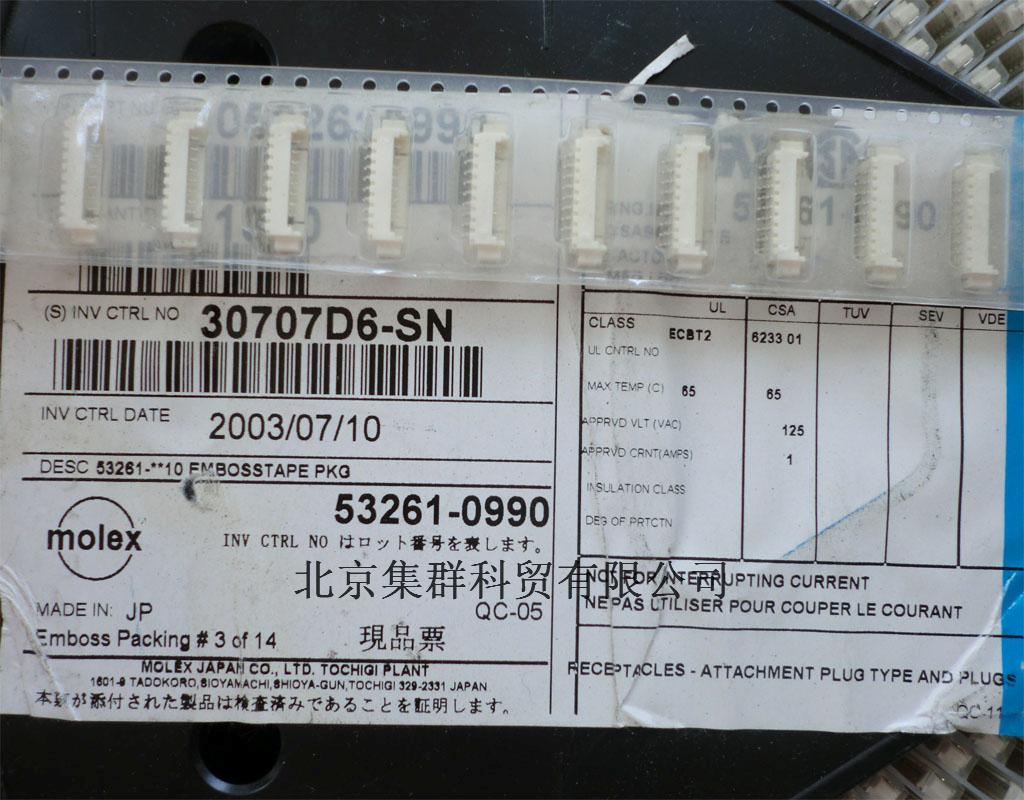 (S) INV CTRL NO 30707D6-SN
INV CTRL DATE 2003/07/10
DESC 53261-**10 EMBOSSTAPE PKG
53261-0990
molex
INV CTRL NO はロット番号を表します。
MADE IN: JP
QC-05
Emboss Packing # 3 of 14
現品票
MOLEX JAPAN CO., LTD. TOCHIGI PLANT
1601-9 TADOKORO,SIOYAMACHI,SHIOYA-GUN,TOCHIGI 329-2331 JAPAN
本票が添付された製品は検査済みであることを証明します。
UL CSA TUV SEV VDE
CLASS ECBT2 6233 01
UL CNTRL NO
MAX TEMP (C) 65 65
APPRVD VLT (VAC) 125
APPRVD CRNT(AMPS) 1
INSULATION CLASS
DEG OF PRTCTN
NOT FOR INTERRUPTING CURRENT
NE PAS UTILISER POUR COUPER LE COURANT
RECEPTACLES - ATTACHMENT PLUG TYPE AND PLUGS
QC-11
北京集群科贸有限公司